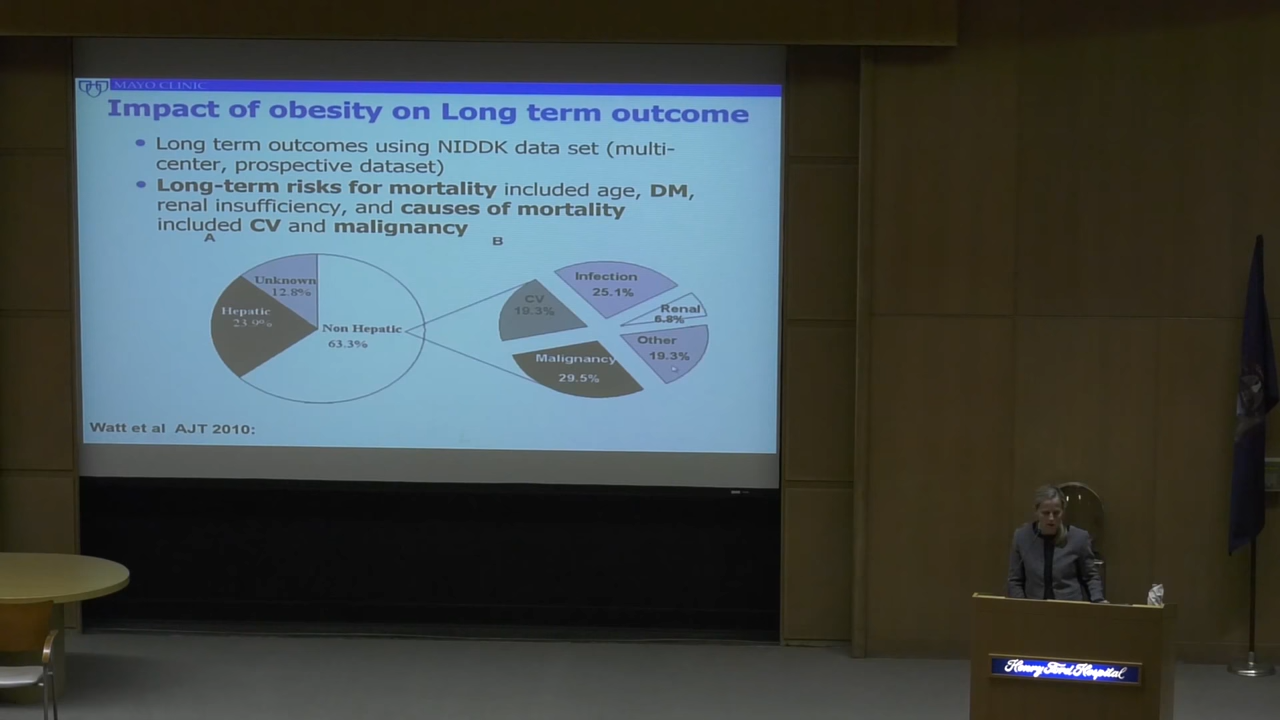 MAYO CLINIC
Impact of obesity on Long term outcome
• Long term outcomes using NIDDK data set (multi-
center, prospective dataset)
• Long-term risks for mortality included age, DM,
renal insufficiency, and causes of mortality
included CV and malignancy
A
B
Unknown
12.8%
Hepatic
23.9%
Non Hepatic
63.3%
Infection
25.1%
CV
19.3%
Renal
6.8%
Other
19.3%
Malignancy
29.5%
Watt et al AJT 2010:
Henry Ford Hospital